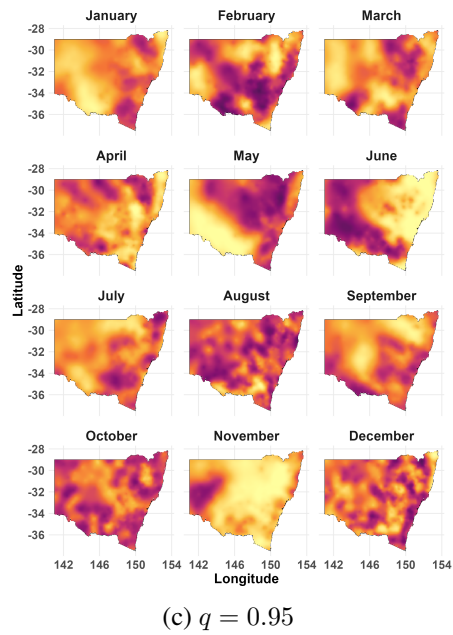 January February March
-28
-30
-32
-34
-36
April May June
-28
-30
-32
-34
-36
Latitude
July August September
-28
-30
-32
-34
-36
October November December
-28
-30
-32
-34
-36
142 146 150 154 142 146 150 154 142 146 150 154
Longitude
(c) q = 0.95